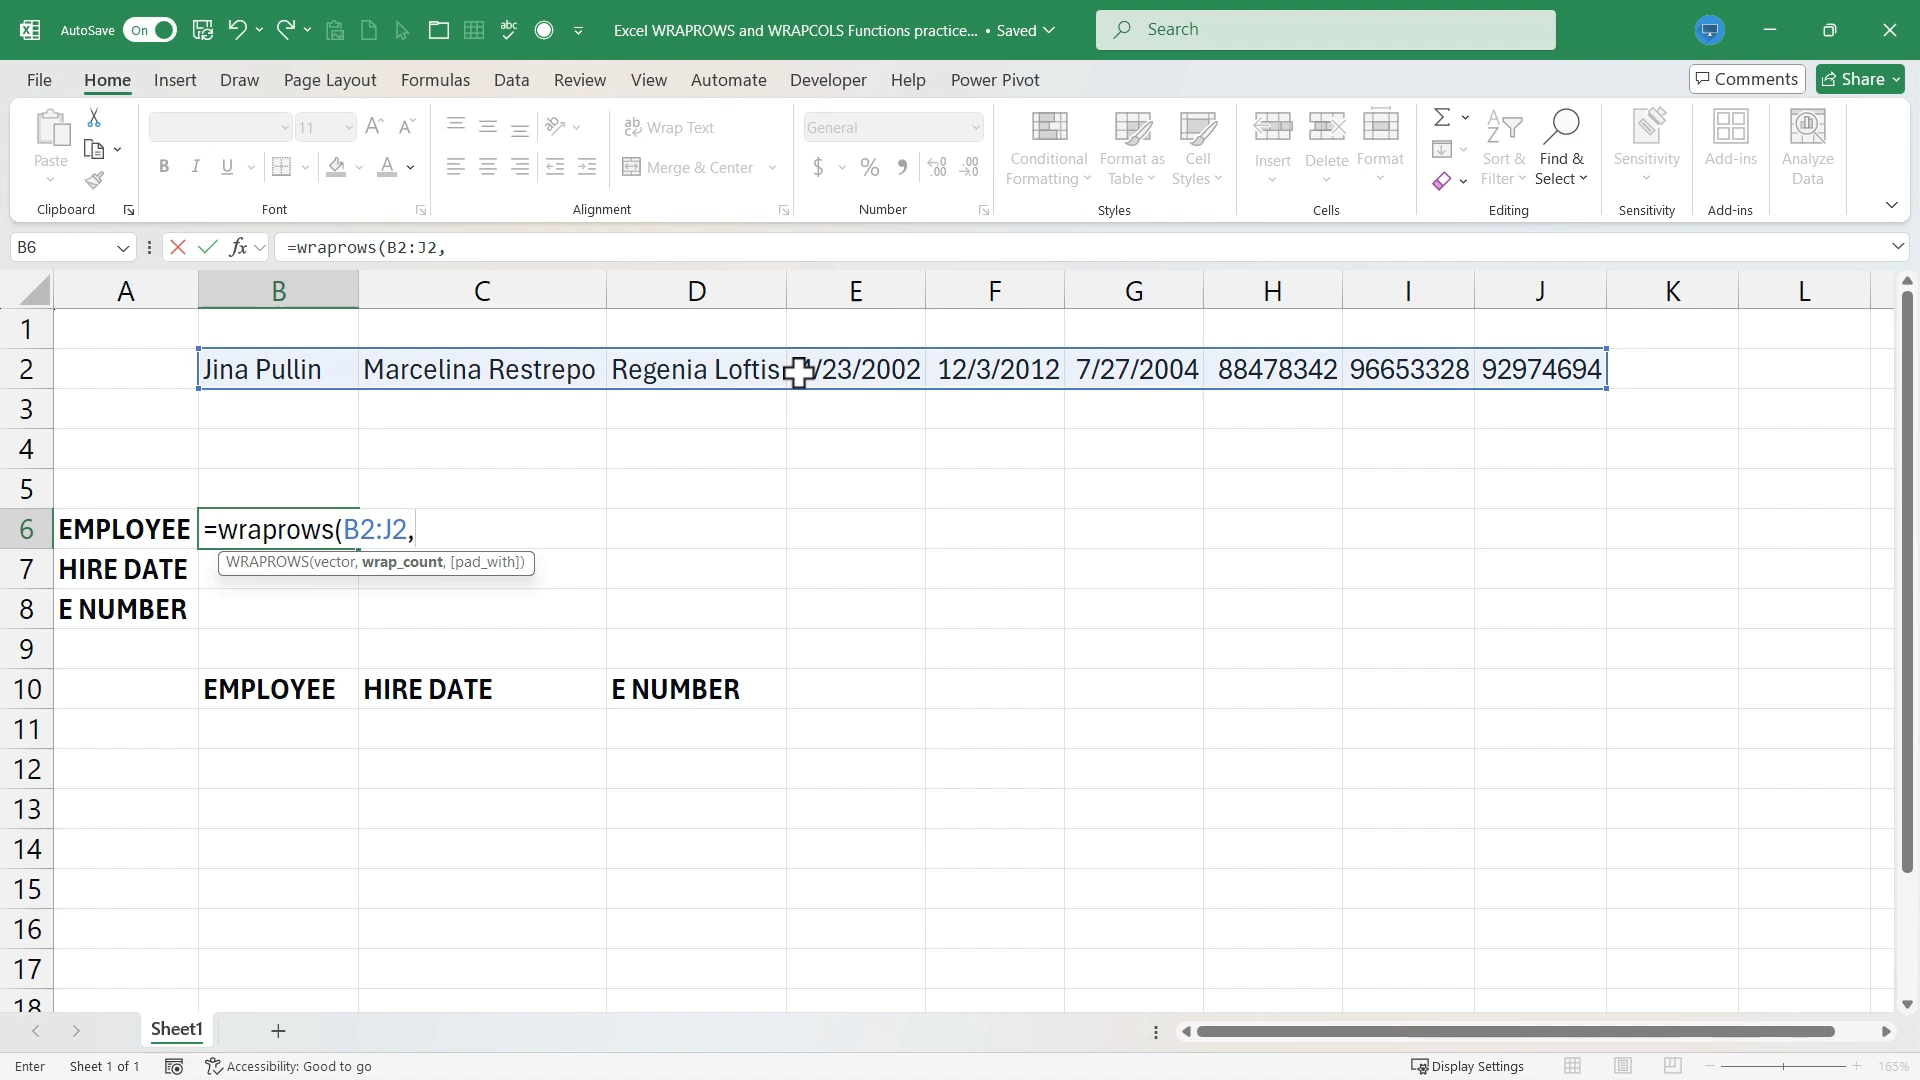 AutoSave On abc Excel WRAPROWS and WRAPCOLS Functions practice... • Saved Search
File Home Insert Draw Page Layout Formulas Data Review View Automate Developer Help Power Pivot Comments Share
Paste 11 General
B I U Wrap Text
Merge & Center
Conditional Formatting
Format as Table
Cell Styles
Insert Delete Format
Sort & Filter
Find & Select
Sensitivity
Add-ins
Analyze Data
Clipboard Font Alignment Number Styles Cells Editing Sensitivity Add-ins
B6 fx =wraprows(B2:J2,
A B C D E F G H I J K L
1
2 Jina Pullin Marcelina Restrepo Regenia Loftis /23/2002 12/3/2012 7/27/2004 88478342 96653328 92974694
3
4
5
6 EMPLOYEE =wraprows(B2:J2,
WRAPROWS(vector, wrap_count, [pad_with])
7 HIRE DATE
8 E NUMBER
9
10 EMPLOYEE HIRE DATE E NUMBER
11
12
13
14
15
16
17
18
Sheet1
Enter Sheet 1 of 1 Accessibility: Good to go Display Settings 165%